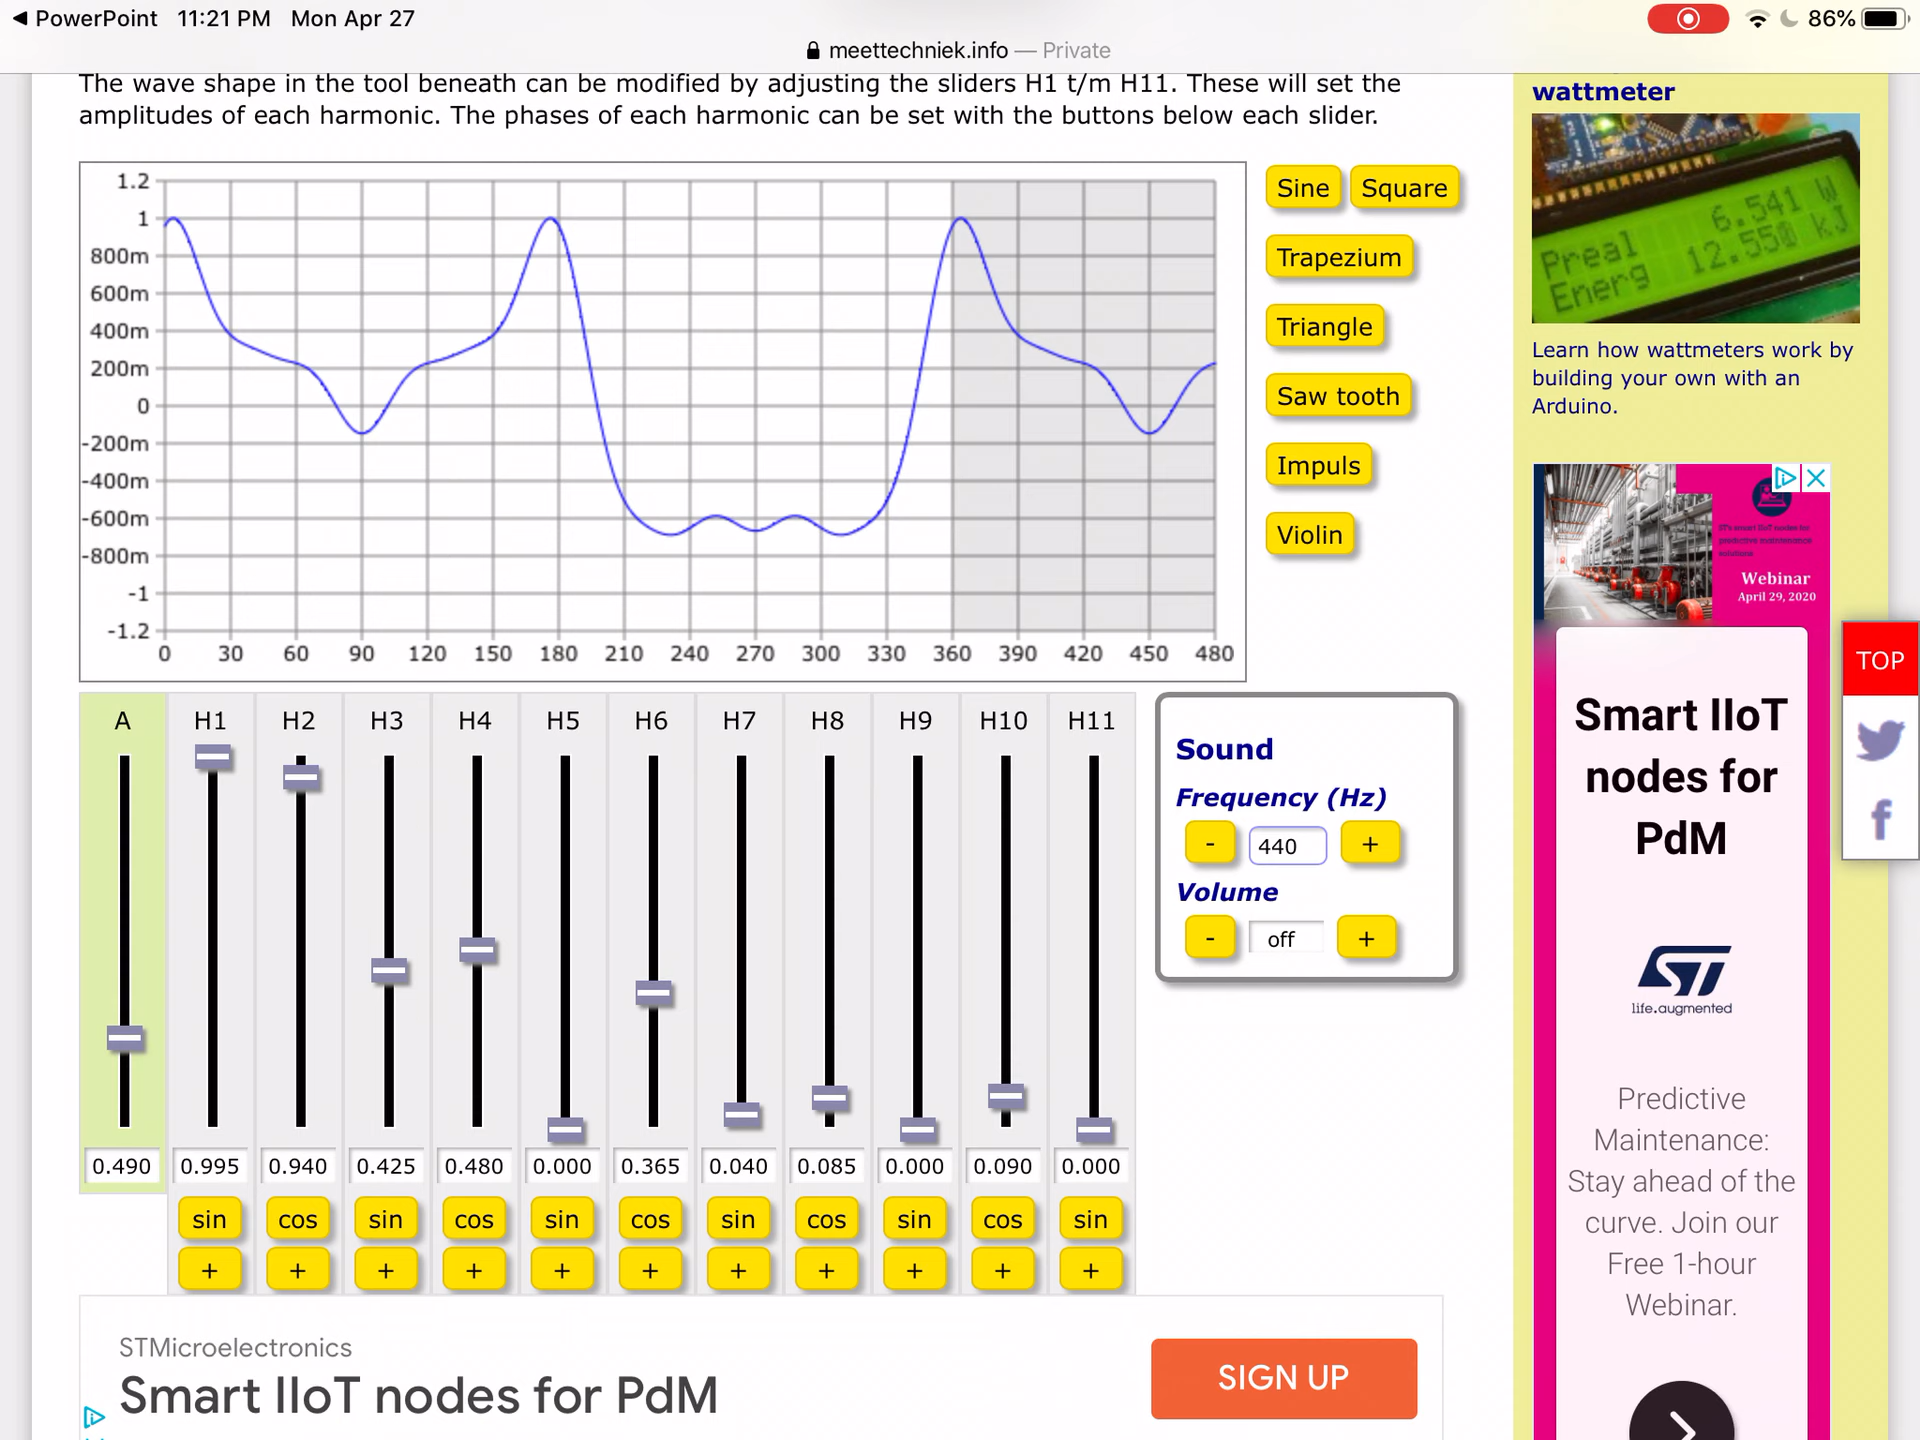 PowerPoint 11:21 PM Mon Apr 27
86%
meettechniek.info — Private
The wave shape in the tool beneath can be modified by adjusting the sliders H1 t/m H11. These will set the
amplitudes of each harmonic. The phases of each harmonic can be set with the buttons below each slider.
1.2
1
800m
600m
400m
200m
0
-200m
-400m
-600m
-800m
-1
-1.2
0 30 60 90 120 150 180 210 240 270 300 330 360 390 420 450 480
Sine Square
Trapezium
Triangle
Saw tooth
Impuls
Violin
A H1 H2 H3 H4 H5 H6 H7 H8 H9 H10 H11
0.490 0.995 0.940 0.425 0.480 0.000 0.365 0.040 0.085 0.000 0.090 0.000
sin cos sin cos sin cos sin cos sin cos sin
+ + + + + + + + + + +
Sound
Frequency (Hz)
- 440 +
Volume
- off +
STMicroelectronics
Smart IIoT nodes for PdM
SIGN UP
wattmeter
Preal 6.541 W
Energ 12.550 kJ
Learn how wattmeters work by
building your own with an
Arduino.
ST's smart IIoT nodes for
predictive maintenance
solutions
Webinar
April 29, 2020
TOP
Smart IIoT
nodes for
PdM
ST
life.augmented
Predictive
Maintenance:
Stay ahead of the
curve. Join our
Free 1-hour
Webinar.